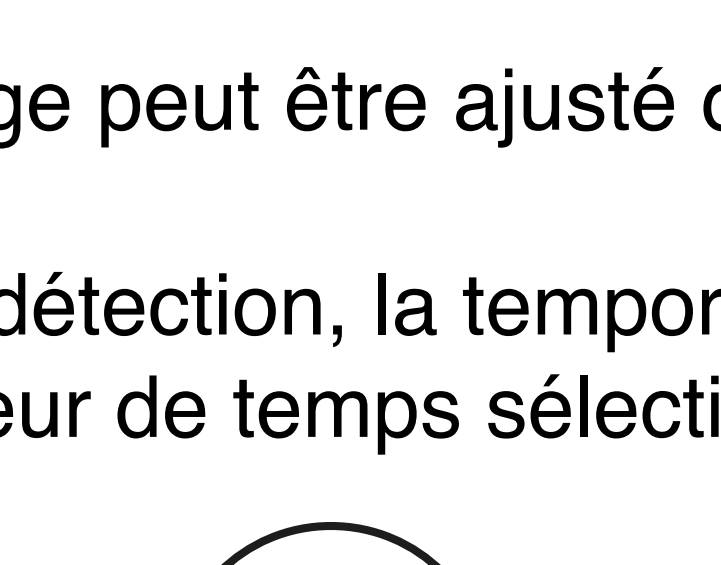 ge peut être ajusté
détection, la tempor
eur de temps sélecti